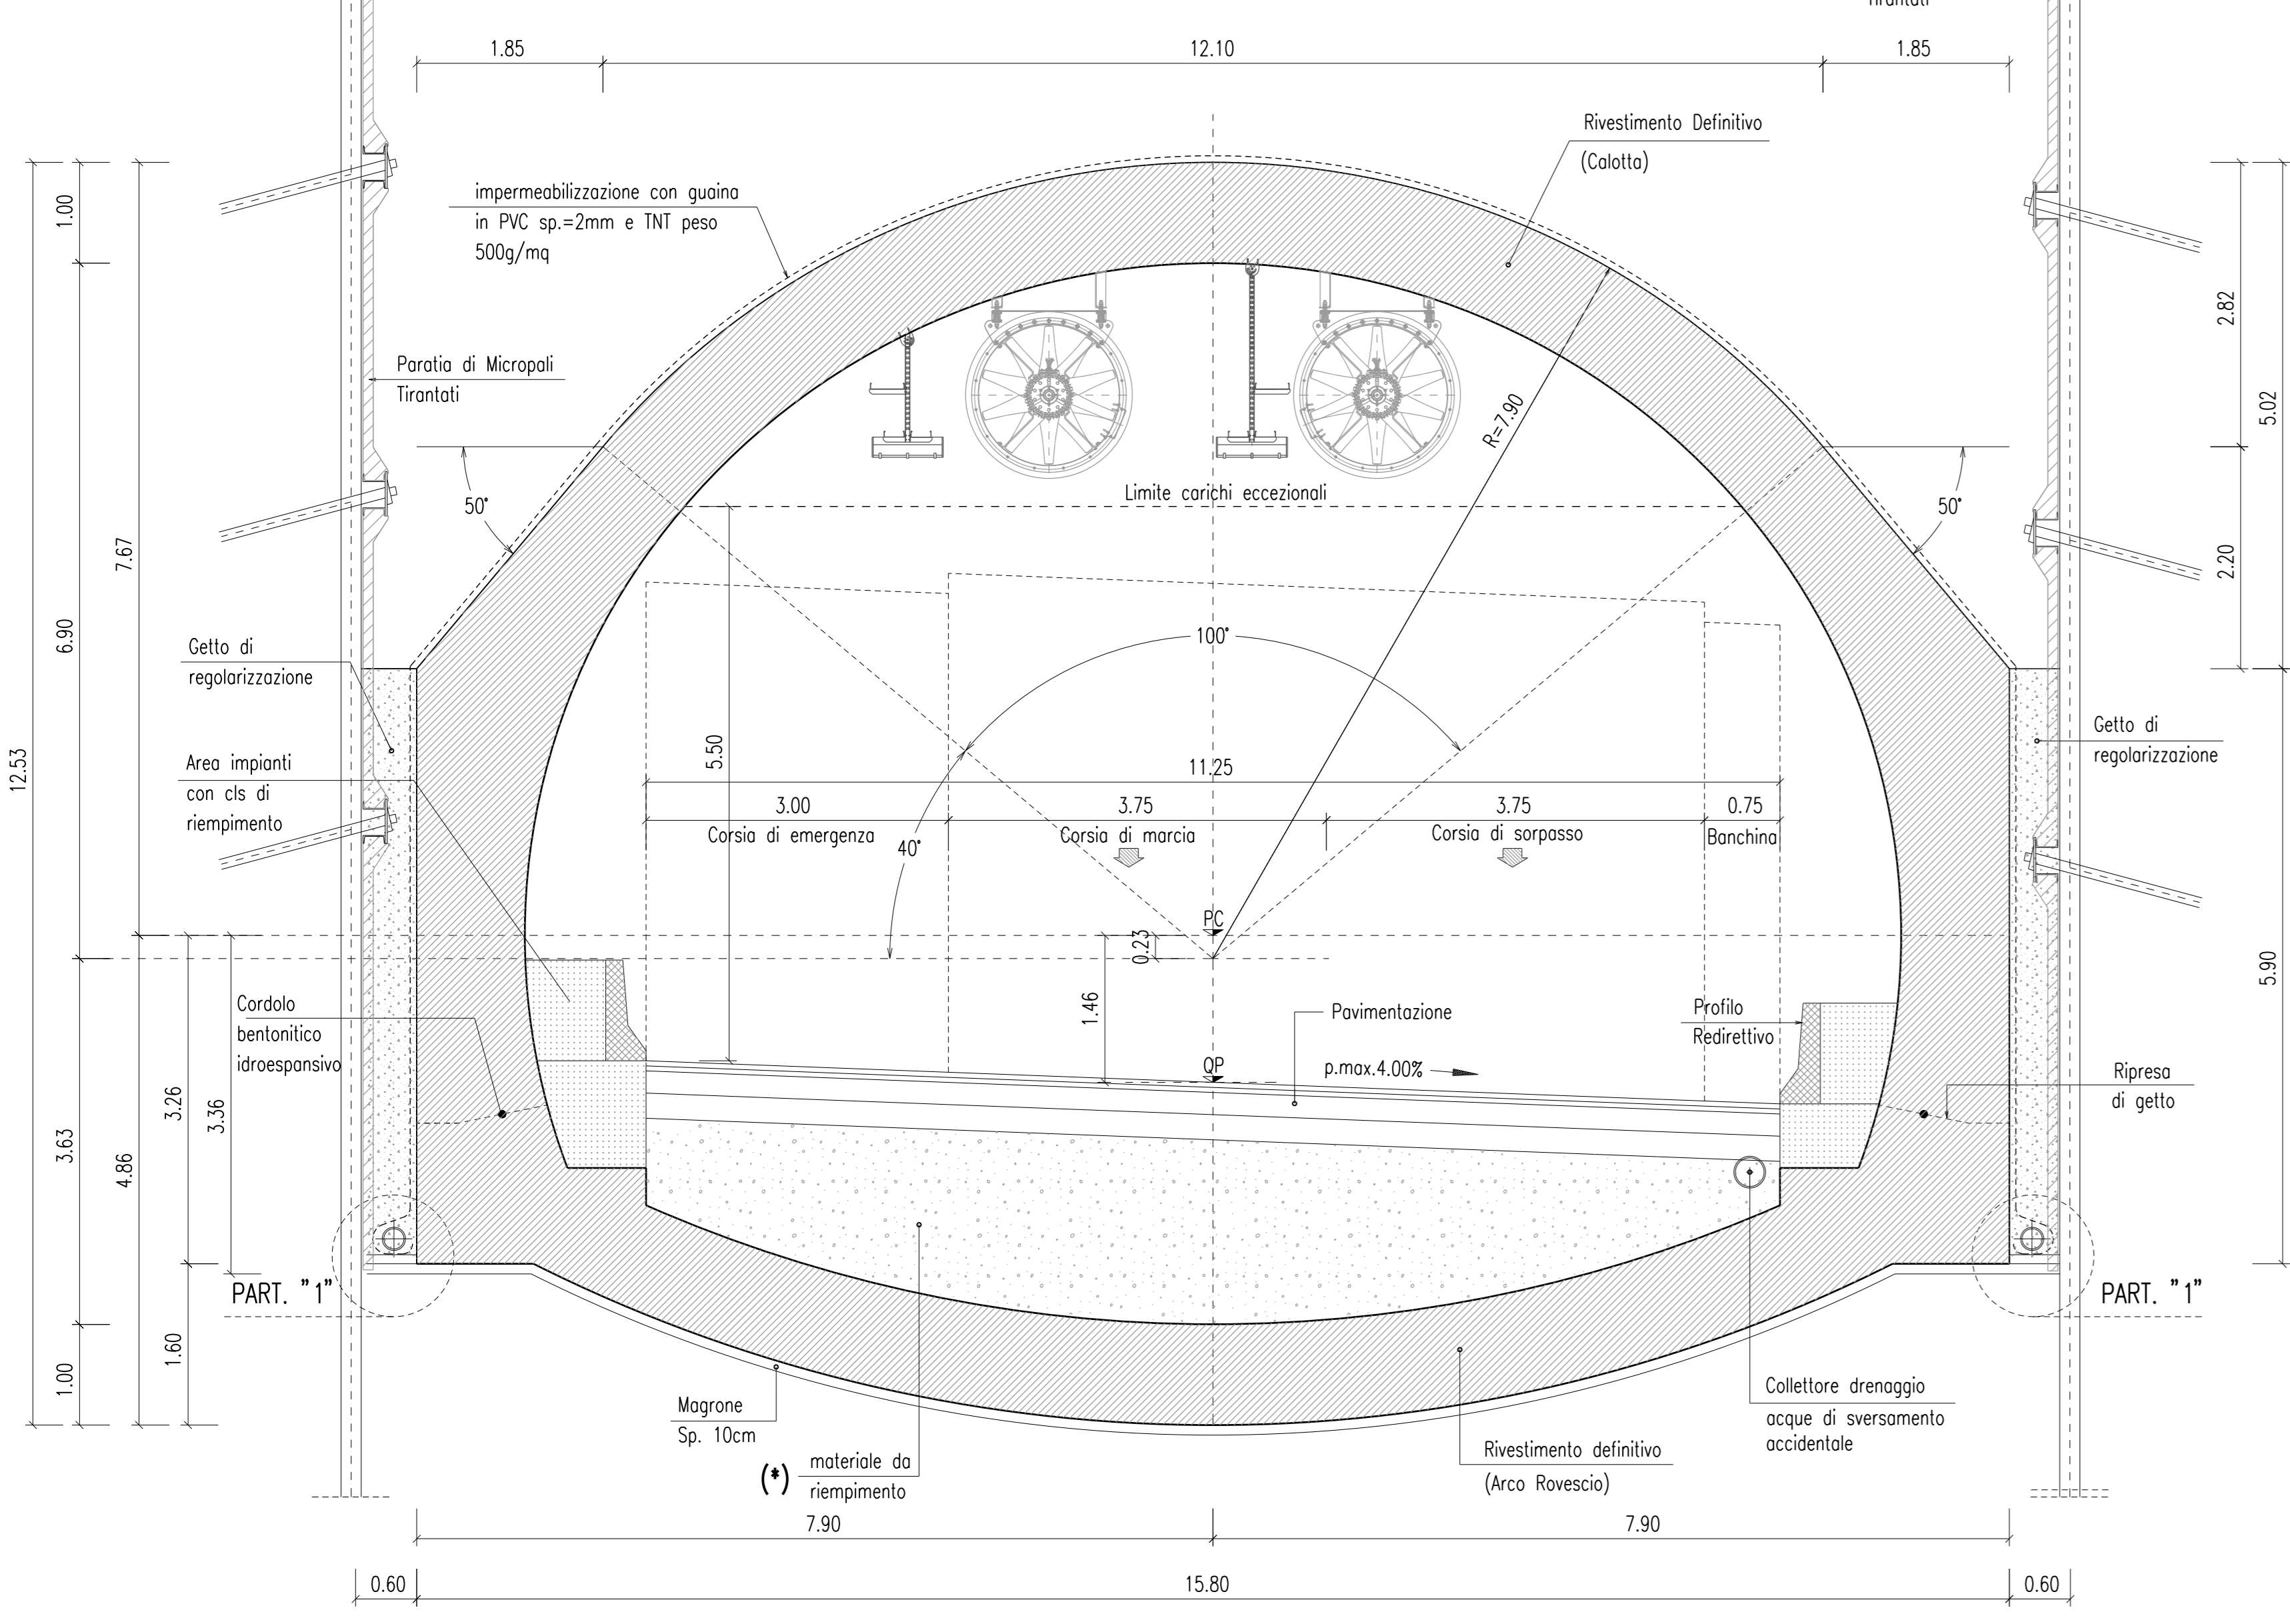 Tirantati
1.85
12.10
1.85
Rivestimento Definitivo
(Calotta)
impermeabilizzazione con guaina
in PVC sp.=2mm e TNT peso
500g/mq
1.00
2.82
Paratia di Micropali
Tirantati
R=7.90
5.02
50°
Limite carichi eccezionali
50°
7.67
2.20
6.90
100°
Getto di
regolarizzazione
Getto di
regolarizzazione
12.53
5.50
Area impianti
con cls di
riempimento
11.25
3.00
3.75
3.75
0.75
Corsia di emergenza
Corsia di marcia
Corsia di sorpasso
Banchina
40°
PC
0.23
5.90
1.46
Cordolo
bentonitico
idroespansivo
Pavimentazione
Profilo
Redirettivo
QP
p.max.4.00%
Ripresa
di getto
3.26
3.36
3.63
4.86
PART. "1"
PART. "1"
1.60
1.00
Magrone
Sp. 10cm
Collettore drenaggio
acque di sversamento
accidentale
(*)
materiale da
riempimento
Rivestimento definitivo
(Arco Rovescio)
7.90
7.90
0.60
15.80
0.60